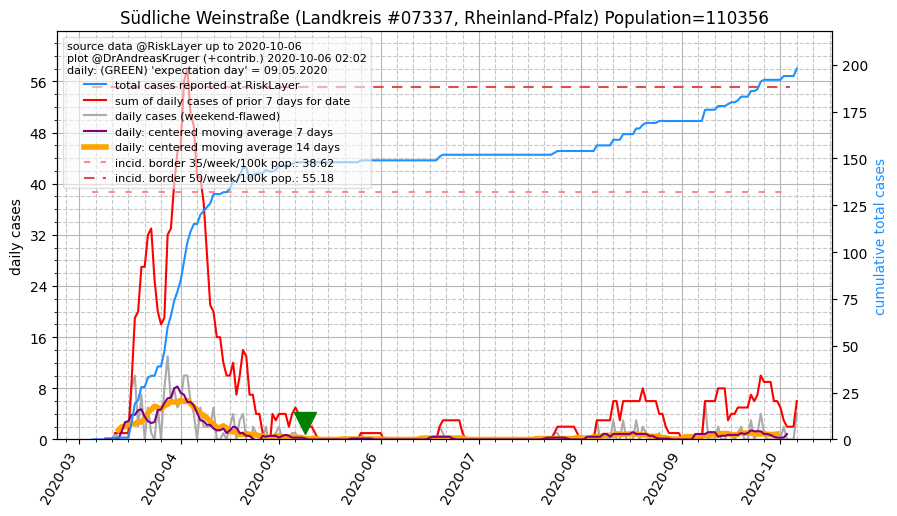 Südliche Weinstraße (Landkreis #07337, Rheinland-Pfalz) Population=110356
source data @RiskLayer up to 2020-10-06
plot @DrAndreasKruger (+contrib.) 2020-10-06 02:02
daily: (GREEN) 'expectation day' = 09.05.2020
total cases reported at RiskLayer
sum of daily cases of prior 7 days for date
daily cases (weekend-flawed)
daily: centered moving average 7 days
daily: centered moving average 14 days
incid. border 35/week/100k pop.: 38.62
incid. border 50/week/100k pop.: 55.18
daily cases
56
48
40
32
24
16
8
0
200
175
150
125
100
75
50
25
0
cumulative total cases
2020-03
2020-04
2020-05
2020-06
2020-07
2020-08
2020-09
2020-10